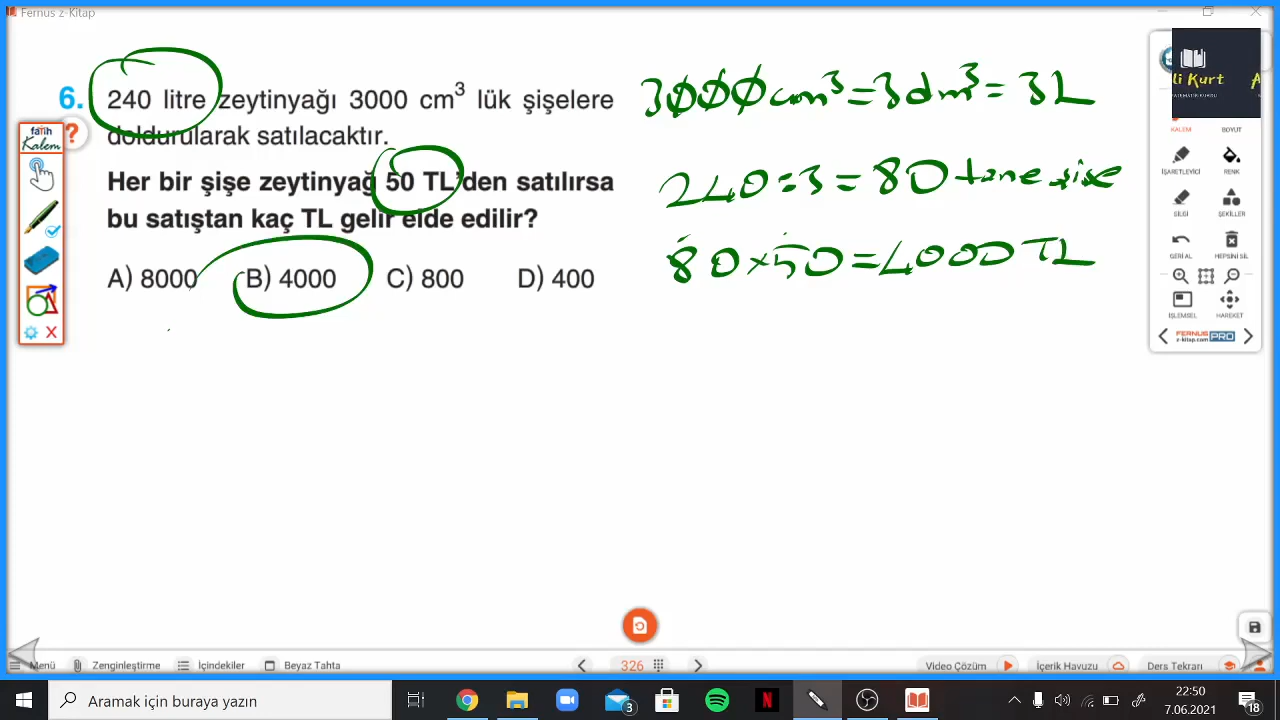 Fernus z-Kitap
6. 240 litre zeytinyağı 3000 cm³ lük şişelere
doldurularak satılacaktır.
Her bir şişe zeytinyağ 50 TL'den satılırsa
bu satıştan kaç TL gelir elde edilir?
A) 8000 B) 4000 C) 800 D) 400
3000 cm³ = 3 dm³ = 3L
240 : 3 = 80 tane şişe
80 x 50 = 4000 TL
fatih
Kalem
?
li Kurt
A
KALEM BOYUT
İŞARETLEYİCİ RENK
SİLGİ ŞEKİLLER
GERİ AL HEPSİNİ SİL
İŞLEMSEL HAREKET
FERNUS
z-kitap.com PRO
Menü Zenginleştirme İçindekiler Beyaz Tahta 326 Video Çözüm İçerik Havuzu Ders Tekrarı
Aramak için buraya yazın
3
N
22:50
7.06.2021
18